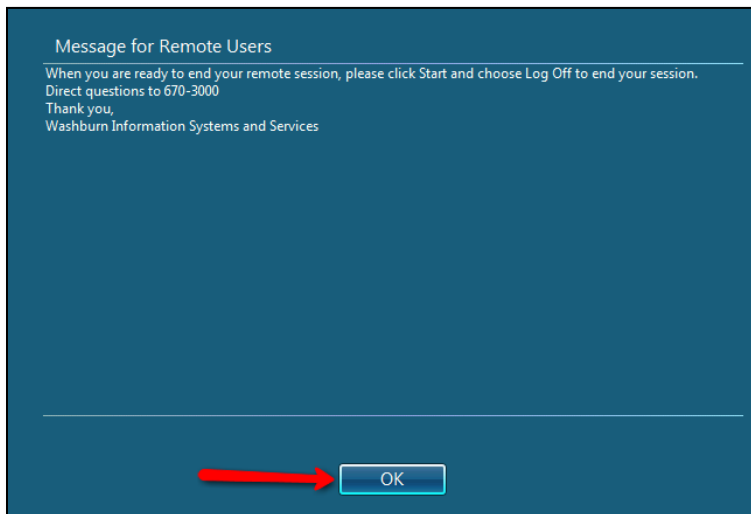 Message for Remote Users
When you are ready to end your remote session, please click Start and choose Log Off to end your session.
Direct questions to 670-3000
Thank you,
Washburn Information Systems and Services
OK